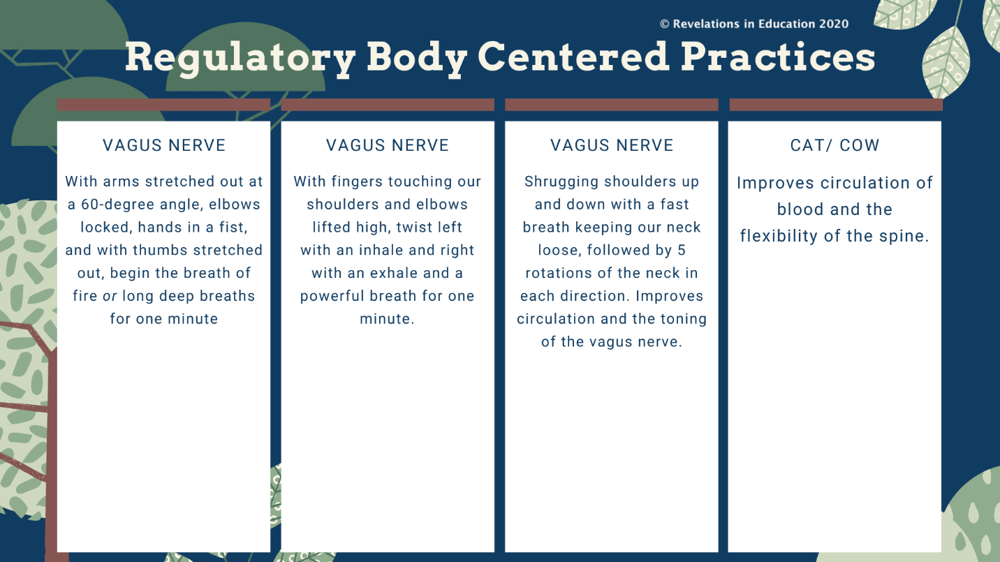 © Revelations in Education 2020
Regulatory Body Centered Practices
VAGUS NERVE
With arms stretched out at
a 60-degree angle, elbows
locked, hands in a fist,
and with thumbs stretched
out, begin the breath of
fire or long deep breaths
for one minute
VAGUS NERVE
With fingers touching our
shoulders and elbows
lifted high, twist left
with an inhale and right
with an exhale and a
powerful breath for one
minute.
VAGUS NERVE
Shrugging shoulders up
and down with a fast
breath keeping our neck
loose, followed by 5
rotations of the neck in
each direction. Improves
circulation and the toning
of the vagus nerve.
CAT/ COW
Improves circulation of
blood and the
flexibility of the spine.